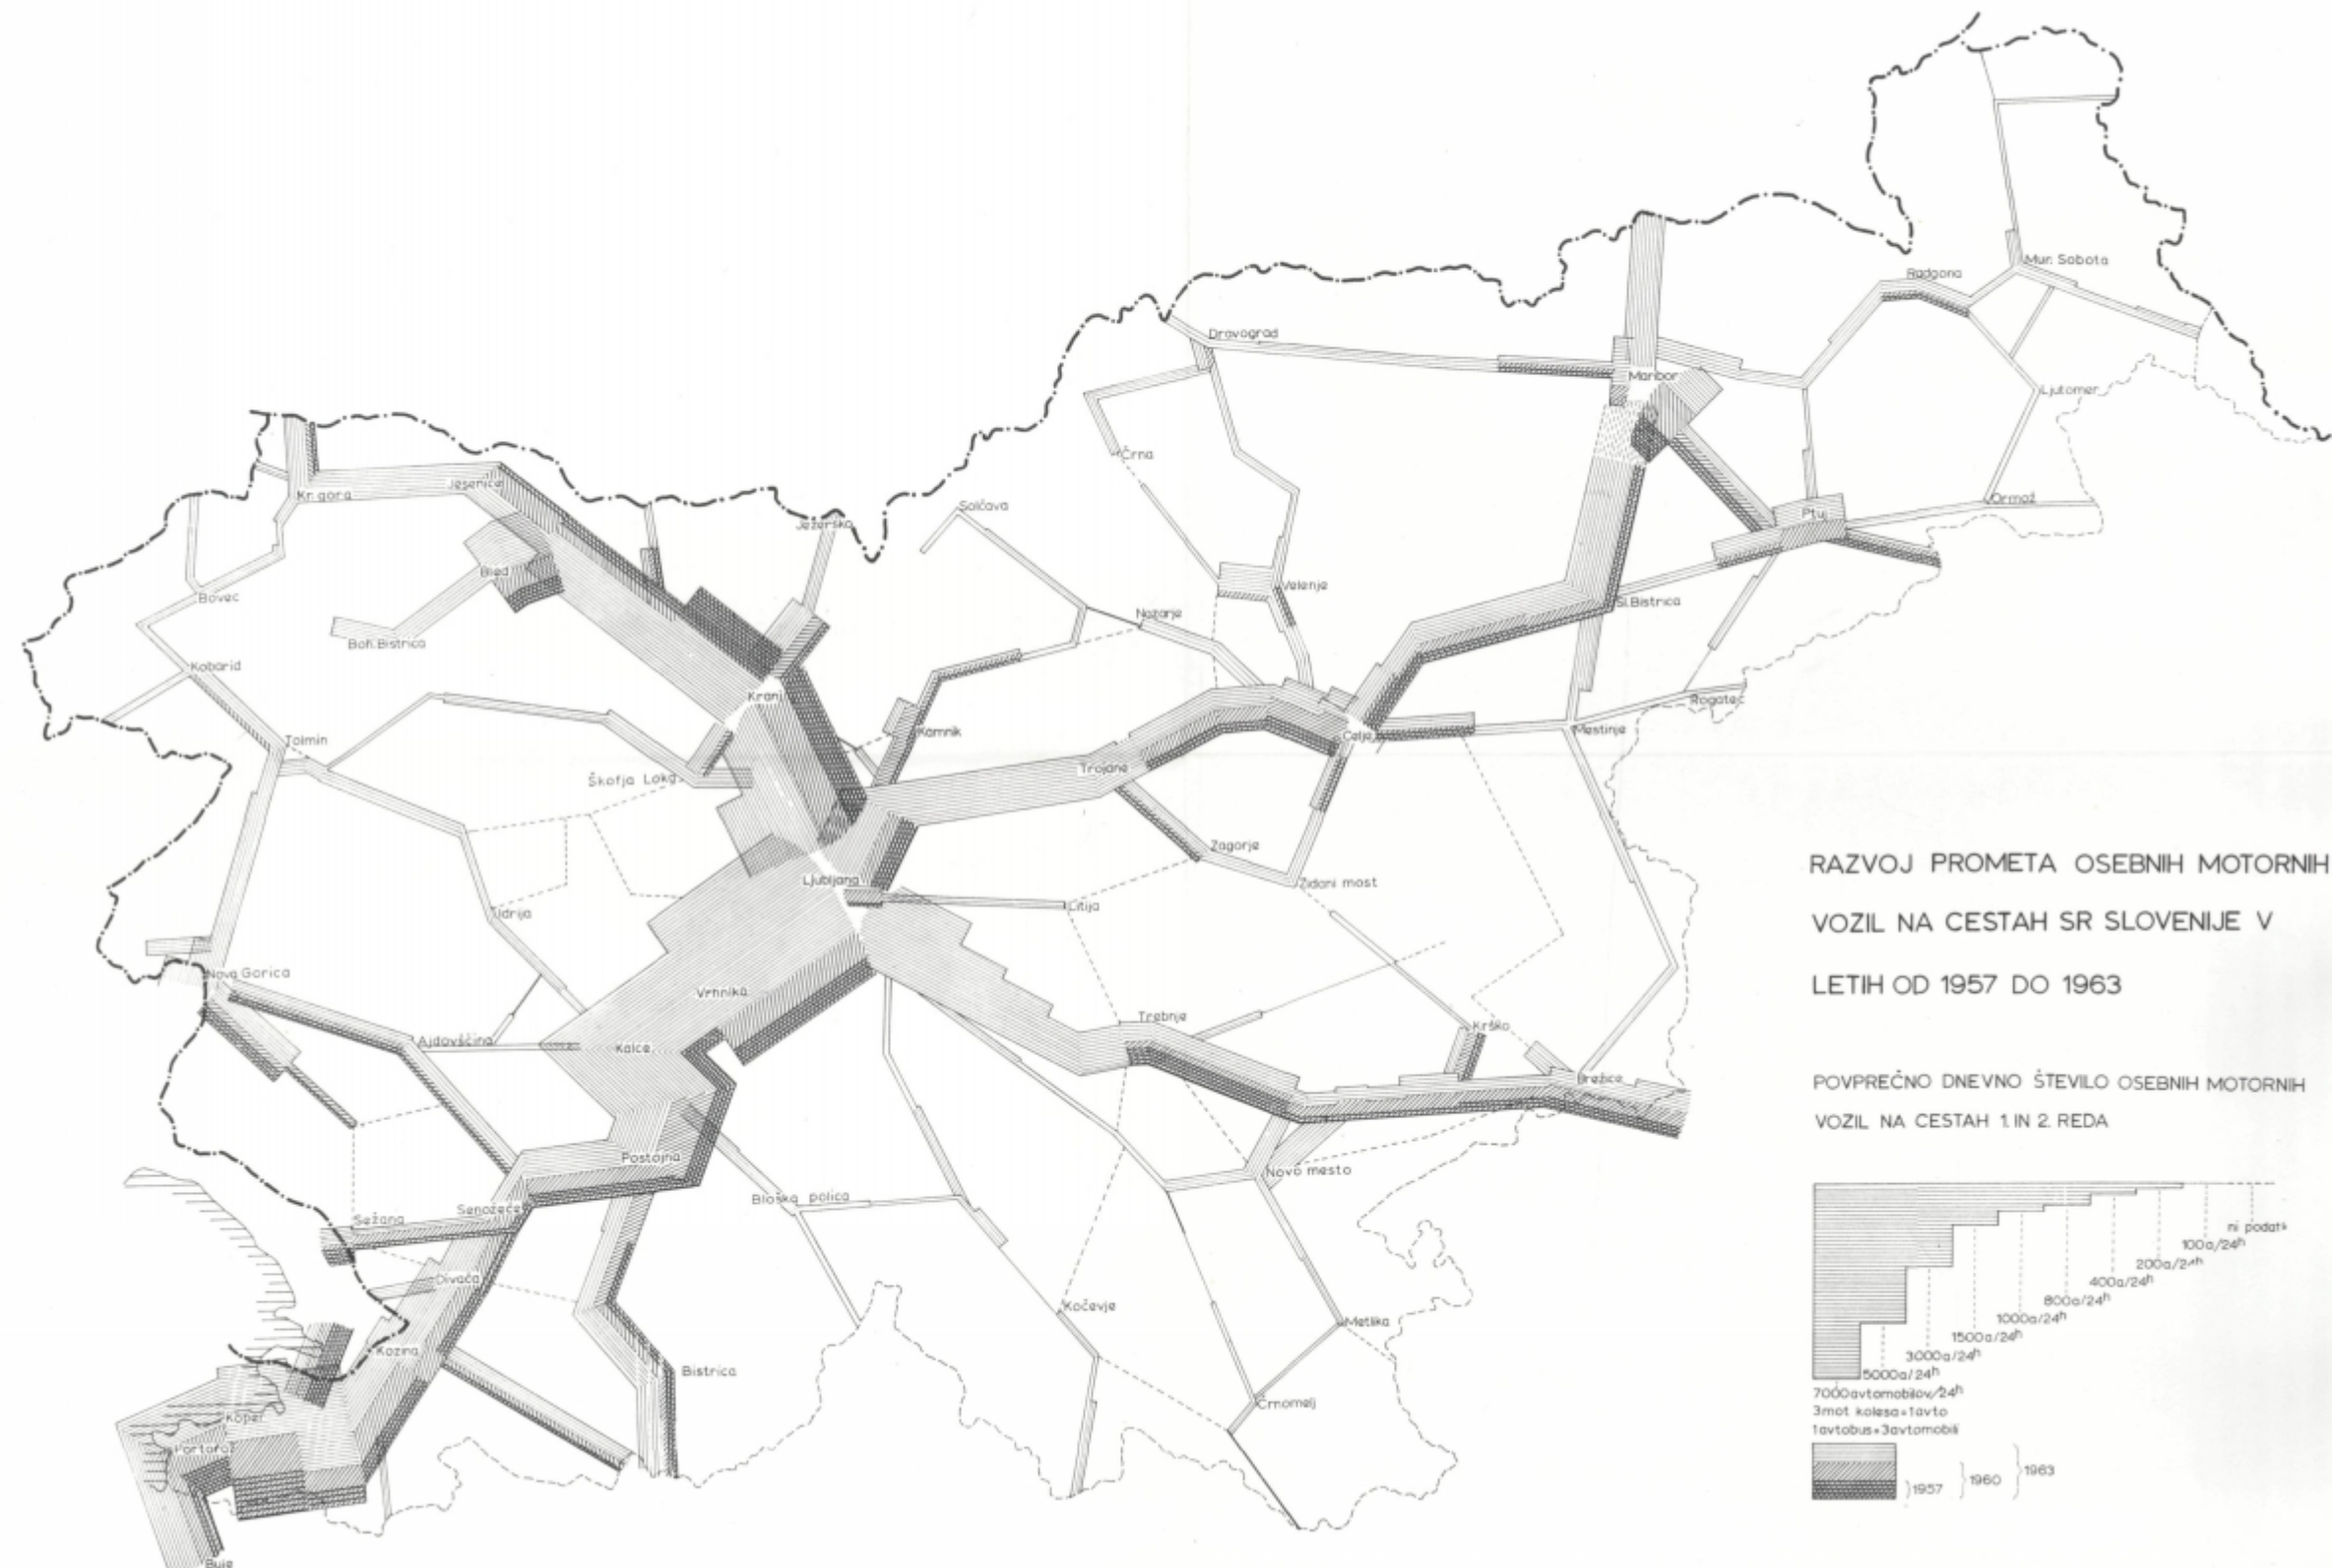 Mur. Sobota
Radgona
Dravograd
Maribor
Ljutomer
Črna
Kr. gora
Jesenice
Ormož
Solčava
Ptuj
Jezersko
Bled
Velenje
Bovec
Sl. Bistrica
Nazarje
Boh. Bistrica
Kobarid
Kranj
Rogatec
Kamnik
Mestinje
Celje
Tolmin
Trojane
Škofja Loka
Zagorje
Ljubljana
Zidani most
Litija
Idrija
Nova Gorica
Vrhnika
Trebnje
Krško
Ajdovščina
Kalce
Brežice
Postojna
Novo mesto
Bloška polica
Senožeče
Sežana
Divača
Kočevje
Metlika
Kozina
Bistrica
Črnomelj
Koper
Portorož
Buje
RAZVOJ PROMETA OSEBNIH MOTORNIH
VOZIL NA CESTAH SR SLOVENIJE V
LETIH OD 1957 DO 1963
POVPREČNO DNEVNO ŠTEVILO OSEBNIH MOTORNIH
VOZIL NA CESTAH 1. IN 2. REDA
ni podatk
100a/24h
200a/24h
400a/24h
800a/24h
1000a/24h
1500a/24h
3000a/24h
5000a/24h
7000avtomobilov/24h
3mot kolesa=1avto
1avtobus=3avtomobili
1957 1960 1963